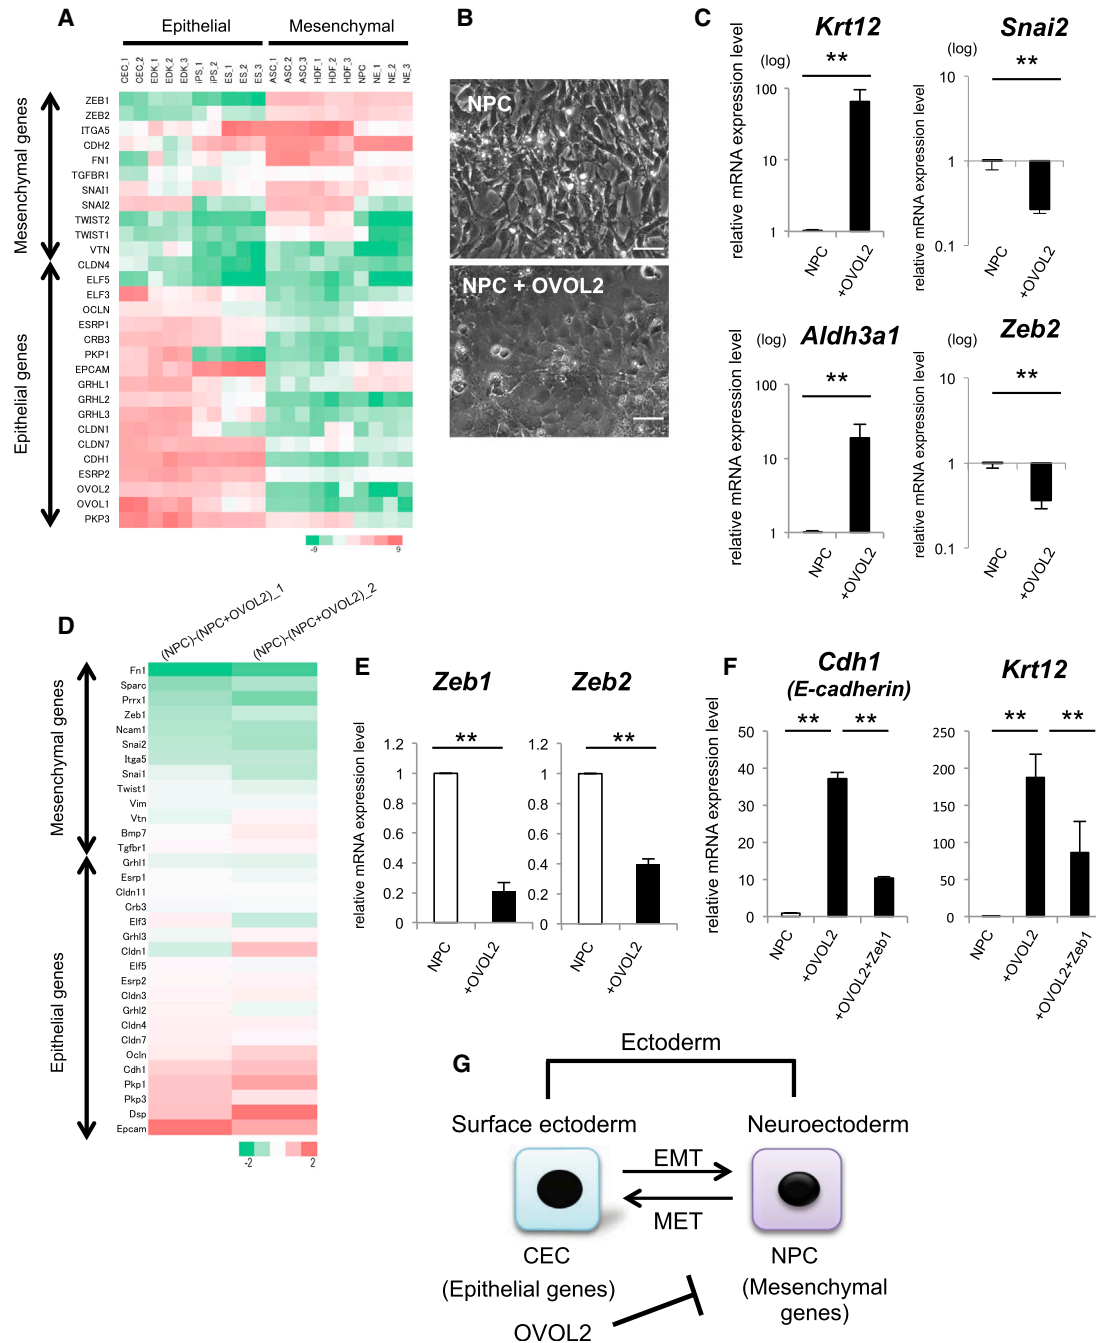 A
Epithelial
Mesenchymal
CEC_1
CEC_2
EDK_1
EDK_2
EDK_3
iPS_1
iPS_2
ES_1
ES_2
ES_3
ASC_1
ASC_2
ASC_3
HDF_1
HDF_2
HDF_3
NPC
NE_1
NE_2
NE_3
Mesenchymal genes
Epithelial genes
ZEB1
ZEB2
ITGA5
CDH2
FN1
TGFBR1
SNAI1
SNAI2
TWIST2
TWIST1
VTN
CLDN4
ELF5
ELF3
OCLN
ESRP1
CRB3
PKP1
EPCAM
GRHL1
GRHL2
GRHL3
CLDN1
CLDN7
CDH1
ESRP2
OVOL2
OVOL1
PKP3
-9
9
B
NPC
NPC + OVOL2
C
Krt12
(log)
**
relative mRNA expression level
100
10
1
NPC
+OVOL2
Snai2
(log)
**
relative mRNA expression level
10
1
0.1
NPC
+OVOL2
Aldh3a1
(log)
**
relative mRNA expression level
100
10
1
NPC
+OVOL2
Zeb2
(log)
**
relative mRNA expression level
10
1
0.1
NPC
+OVOL2
D
(NPC)-(NPC+OVOL2)_1
(NPC)-(NPC+OVOL2)_2
Mesenchymal genes
Epithelial genes
Fn1
Sparc
Prrx1
Zeb1
Ncam1
Snai2
Itga5
Snai1
Twist1
Vim
Vtn
Bmp7
Tgfbr1
Grhl1
Esrp1
Cldn11
Crb3
Elf3
Grhl3
Cldn1
Elf5
Esrp2
Cldn3
Grhl2
Cldn4
Cldn7
Ocln
Cdh1
Pkp1
Pkp3
Dsp
Epcam
-2
2
E
Zeb1
**
relative mRNA expression level
1.2
1
0.8
0.6
0.4
0.2
0
NPC
+OVOL2
Zeb2
**
1.2
1
0.8
0.6
0.4
0.2
0
NPC
+OVOL2
F
Cdh1
(E-cadherin)
**
**
relative mRNA expression level
50
40
30
20
10
0
NPC
+OVOL2
+OVOL2+Zeb1
Krt12
**
**
250
200
150
100
50
0
NPC
+OVOL2
+OVOL2+Zeb1
G
Ectoderm
Surface ectoderm
Neuroectoderm
EMT
MET
CEC
(Epithelial genes)
NPC
(Mesenchymal
genes)
OVOL2